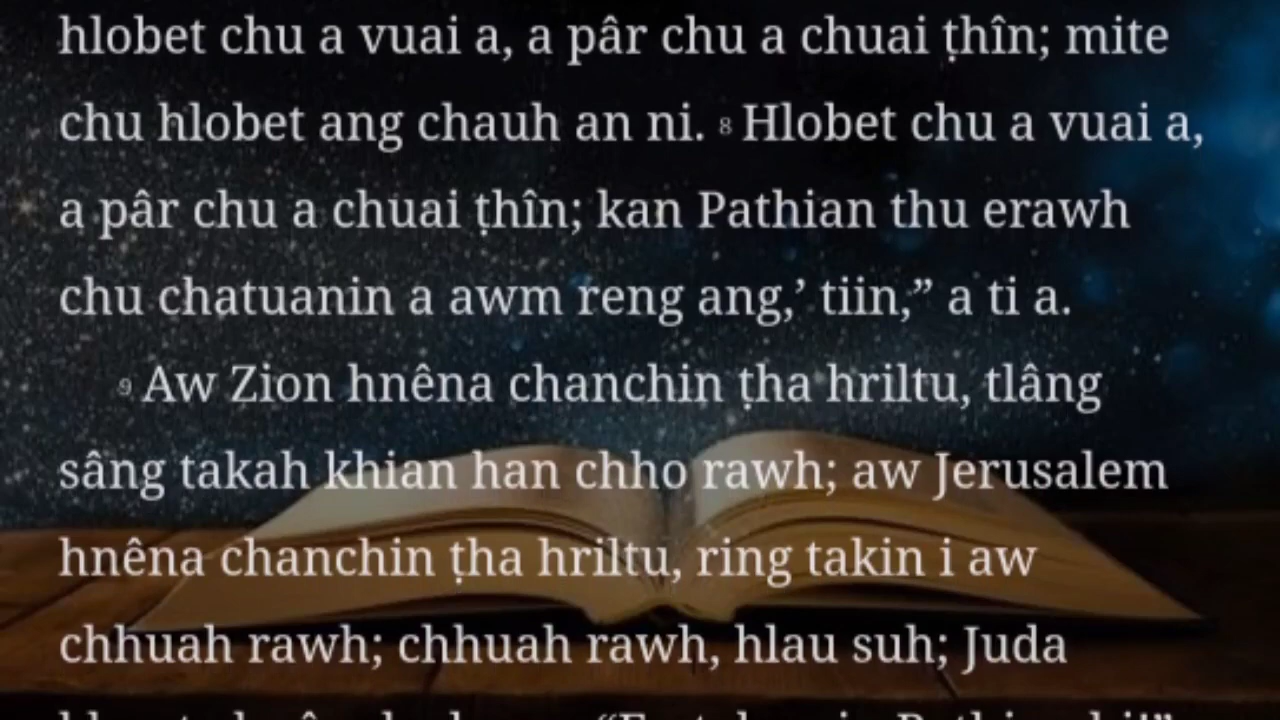 hlobet chu a vuai a, a pâr chu a chuai ṭhîn; mite
chu hlobet ang chauh an ni. 8 Hlobet chu a vuai a,
a pâr chu a chuai ṭhîn; kan Pathian thu erawh
chu chatuanin a awm reng ang,’ tiin,” a ti a.
9 Aw Zion hnêna chanchin ṭha hriltu, tlâng
sâng takah khian han chho rawh; aw Jerusalem
hnêna chanchin ṭha hriltu, ring takin i aw
chhuah rawh; chhuah rawh, hlau suh; Juda